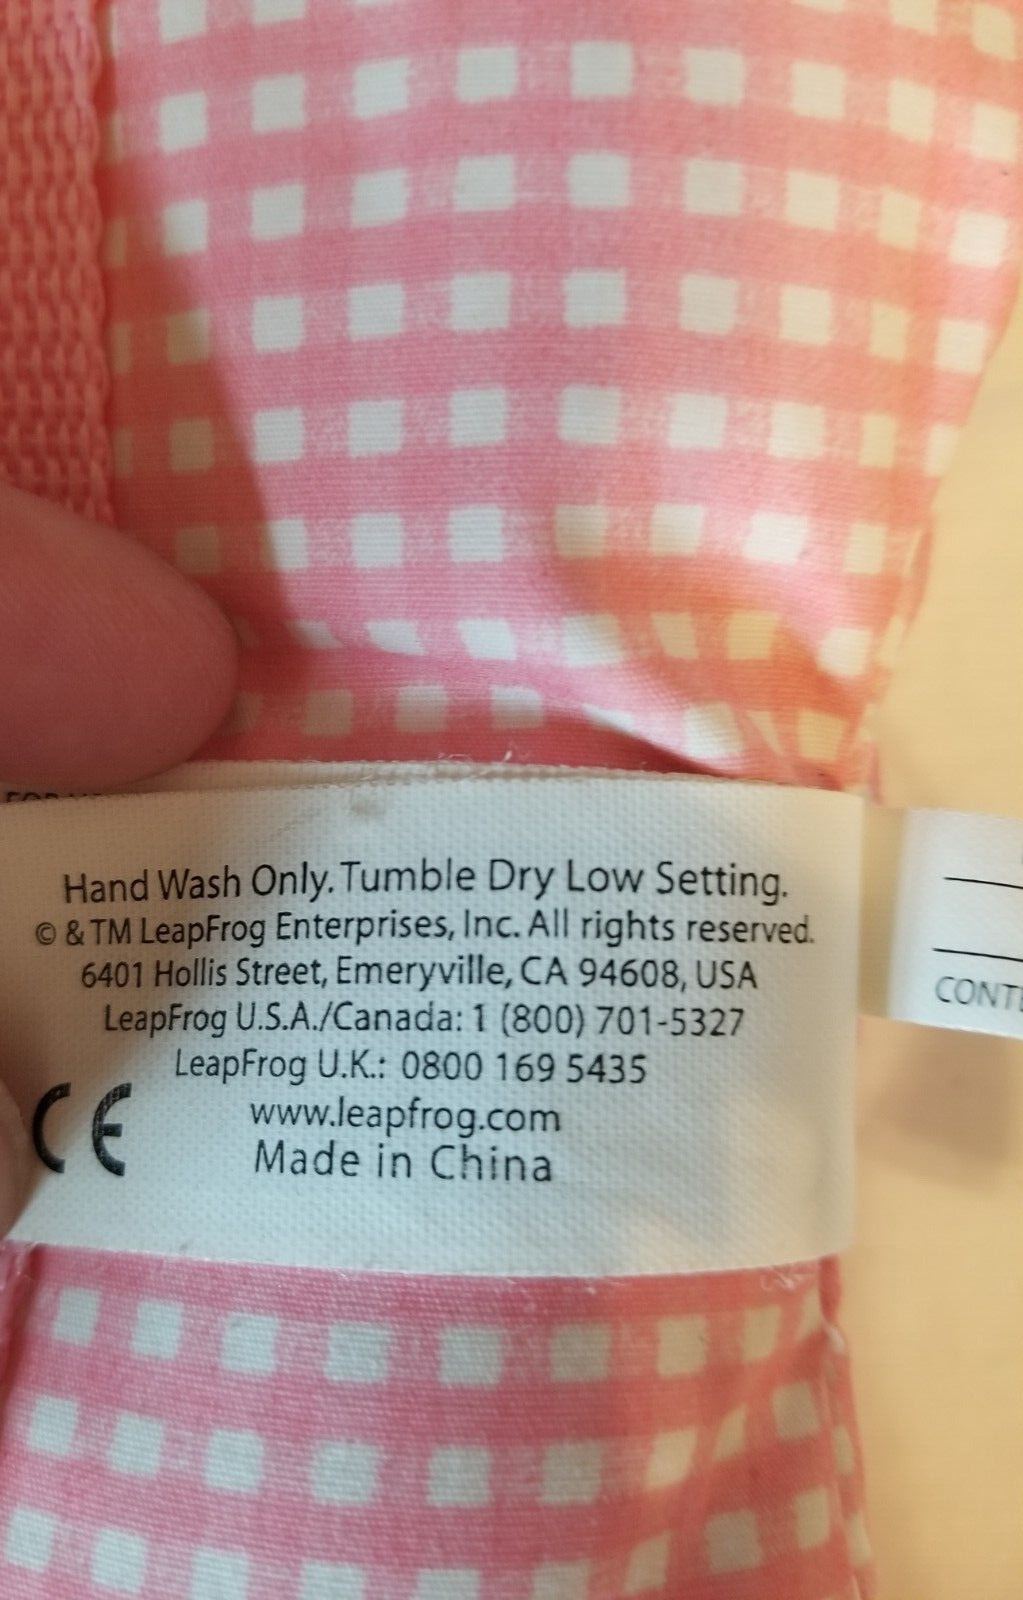 Hand Wash Only. Tumble Dry Low Setting.
© & TM LeapFrog Enterprises, Inc. All rights reserved.
6401 Hollis Street, Emeryville, CA 94608, USA
LeapFrog U.S.A./Canada: 1 (800) 701-5327
LeapFrog U.K.: 0800 169 5435
www.leapfrog.com
CE
Made in China